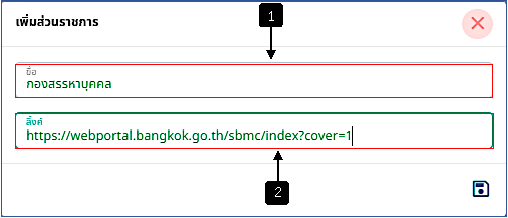 1
เพิ่มส่วนราชการ
ชื่อ
กองสรรหาบุคคล
ลิ้งค์
https://webportal.bangkok.go.th/sbmc/index?cover=1
2